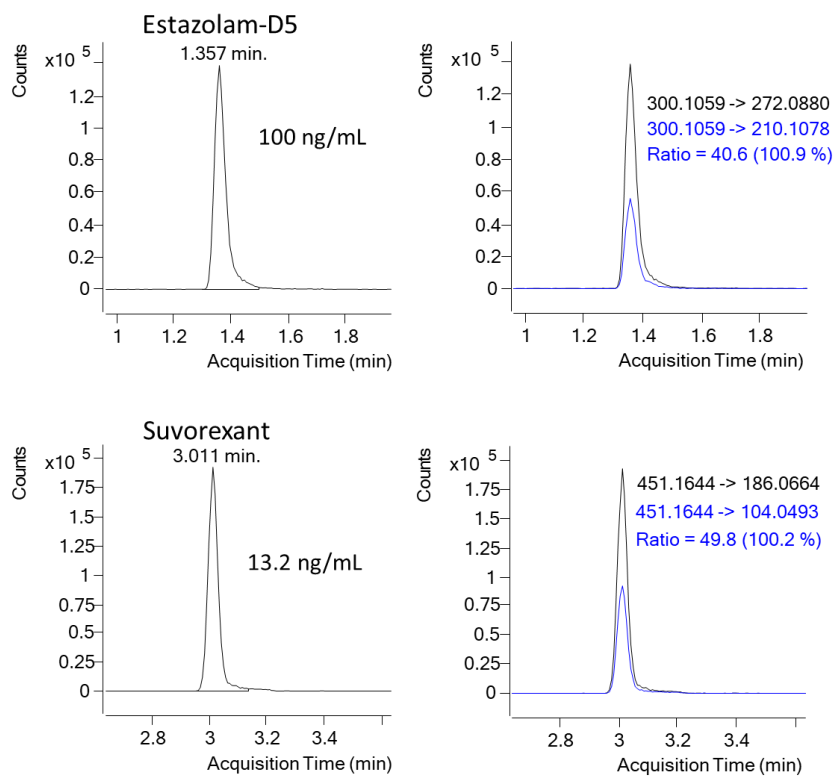 Estazolam-D5
1.357 min.
x10 5
Counts
1.2
1
0.8
0.6
0.4
0.2
0
100 ng/mL
1 1.2 1.4 1.6 1.8
Acquisition Time (min)
x10 5
Counts
1.2
1
0.8
0.6
0.4
0.2
0
300.1059 -> 272.0880
300.1059 -> 210.1078
Ratio = 40.6 (100.9 %)
1 1.2 1.4 1.6 1.8
Acquisition Time (min)
Suvorexant
3.011 min.
x10 5
Counts
1.75
1.5
1.25
1
0.75
0.5
0.25
0
13.2 ng/mL
2.8 3 3.2 3.4
Acquisition Time (min)
x10 5
Counts
1.75
1.5
1.25
1
0.75
0.5
0.25
0
451.1644 -> 186.0664
451.1644 -> 104.0493
Ratio = 49.8 (100.2 %)
2.8 3 3.2 3.4
Acquisition Time (min)